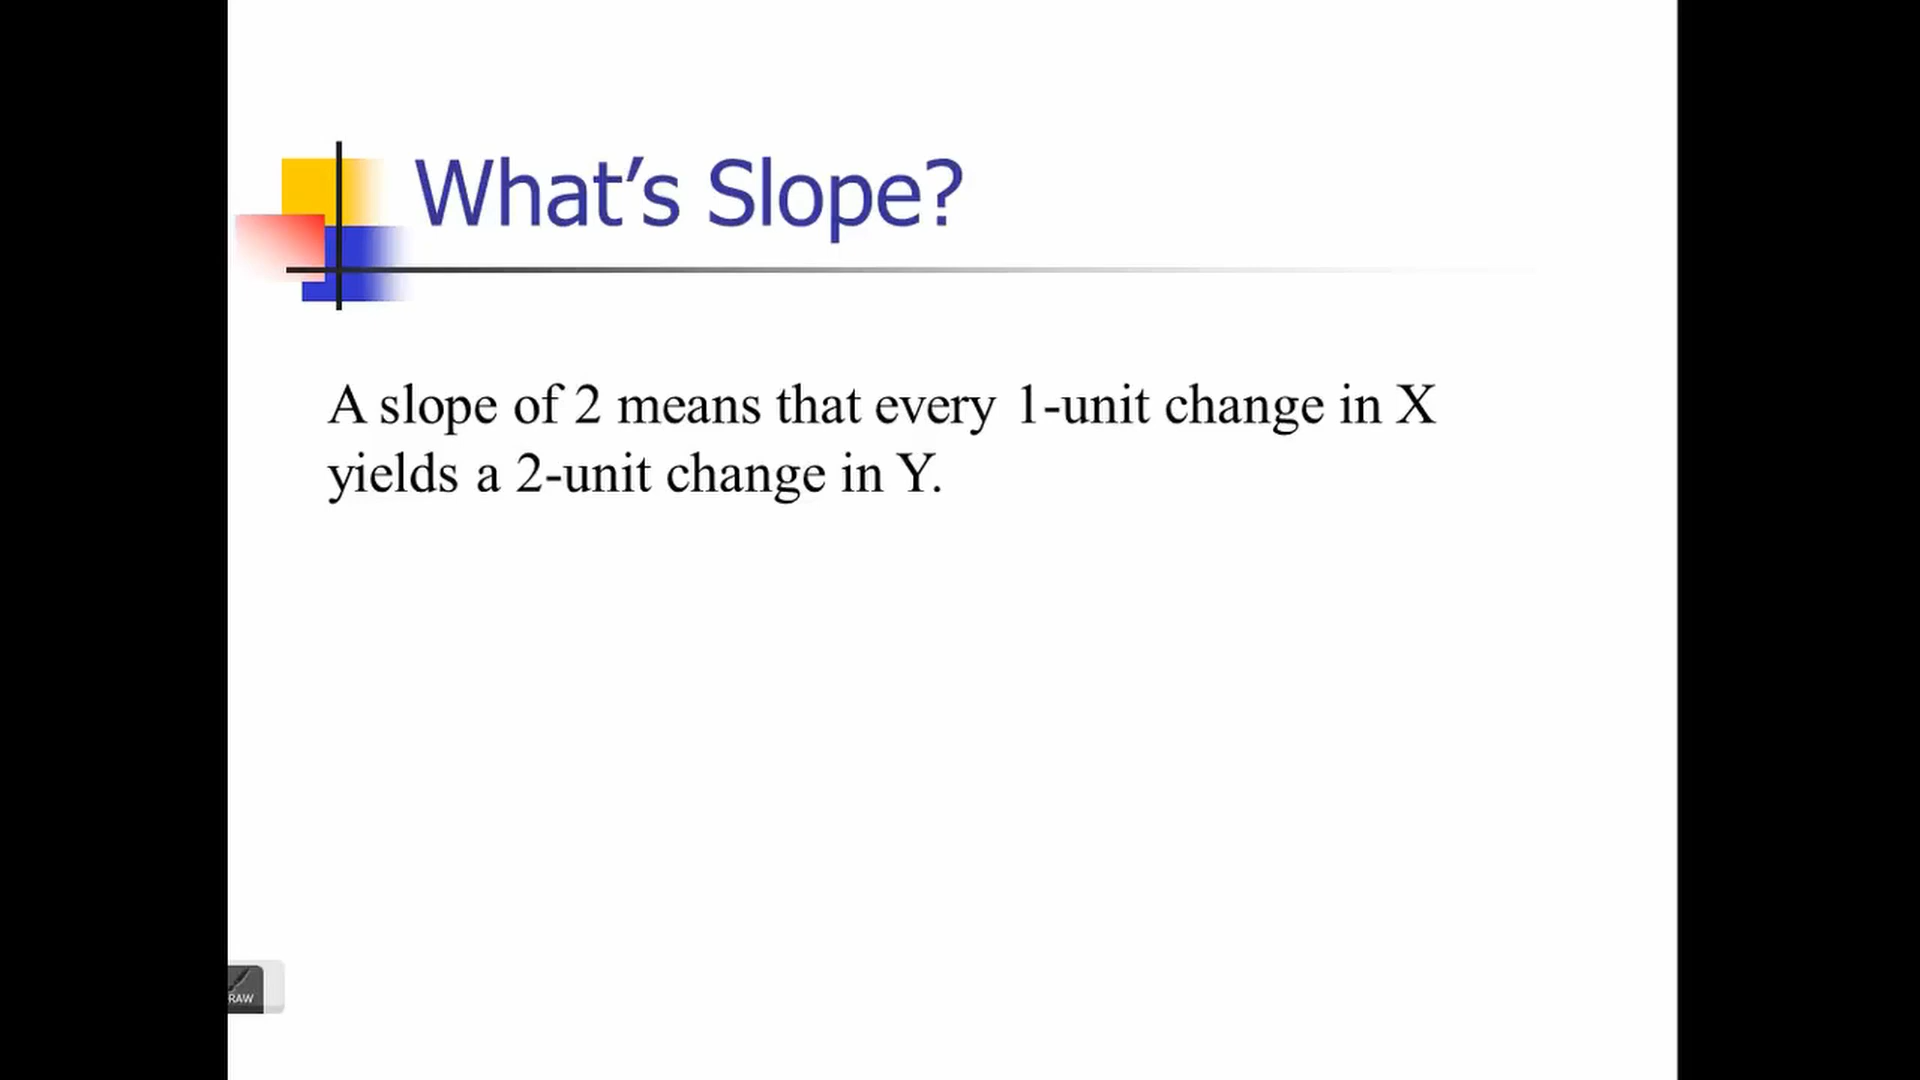 What’s Slope?
A slope of 2 means that every 1-unit change in X
yields a 2-unit change in Y.
RAW